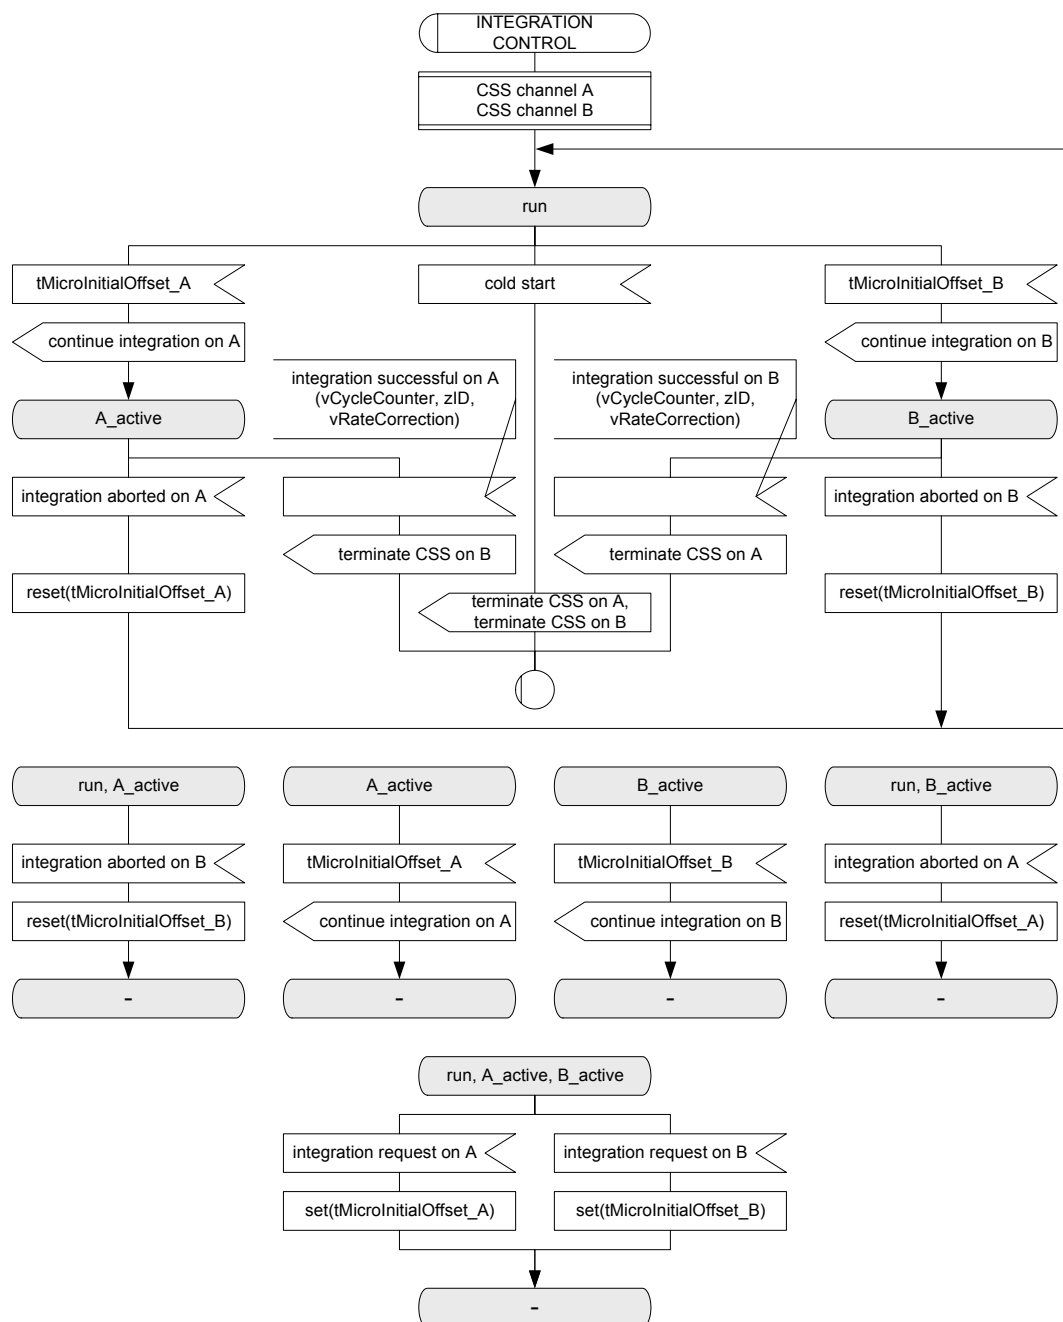 INTEGRATION
CONTROL
CSS channel A
CSS channel B
run
tMicroInitialOffset_A
cold start
tMicroInitialOffset_B
continue integration on A
continue integration on B
integration successful on A
(vCycleCounter, zID,
vRateCorrection)
integration successful on B
(vCycleCounter, zID,
vRateCorrection)
A_active
B_active
integration aborted on A
integration aborted on B
terminate CSS on B
terminate CSS on A
reset(tMicroInitialOffset_A)
terminate CSS on A,
terminate CSS on B
reset(tMicroInitialOffset_B)
run, A_active
A_active
B_active
run, B_active
integration aborted on B
tMicroInitialOffset_A
tMicroInitialOffset_B
integration aborted on A
reset(tMicroInitialOffset_B)
continue integration on A
continue integration on B
reset(tMicroInitialOffset_A)
-
-
-
-
run, A_active, B_active
integration request on A
integration request on B
set(tMicroInitialOffset_A)
set(tMicroInitialOffset_B)
-